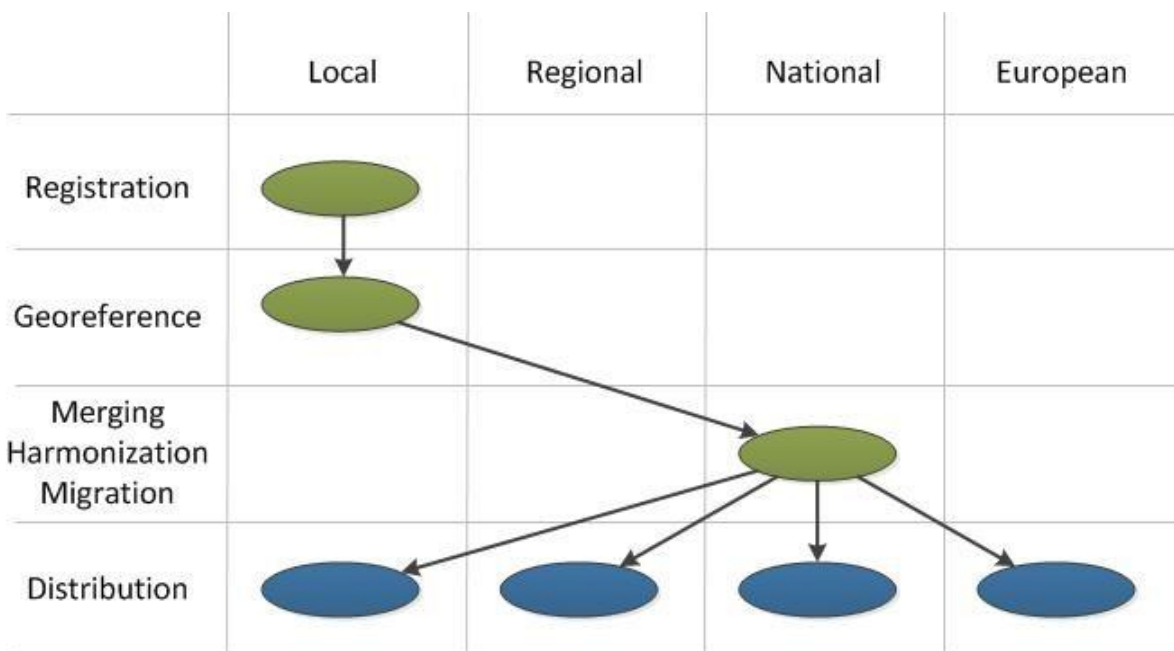 Local Regional National European
Registration
Georeference
Merging
Harmonization
Migration
Distribution